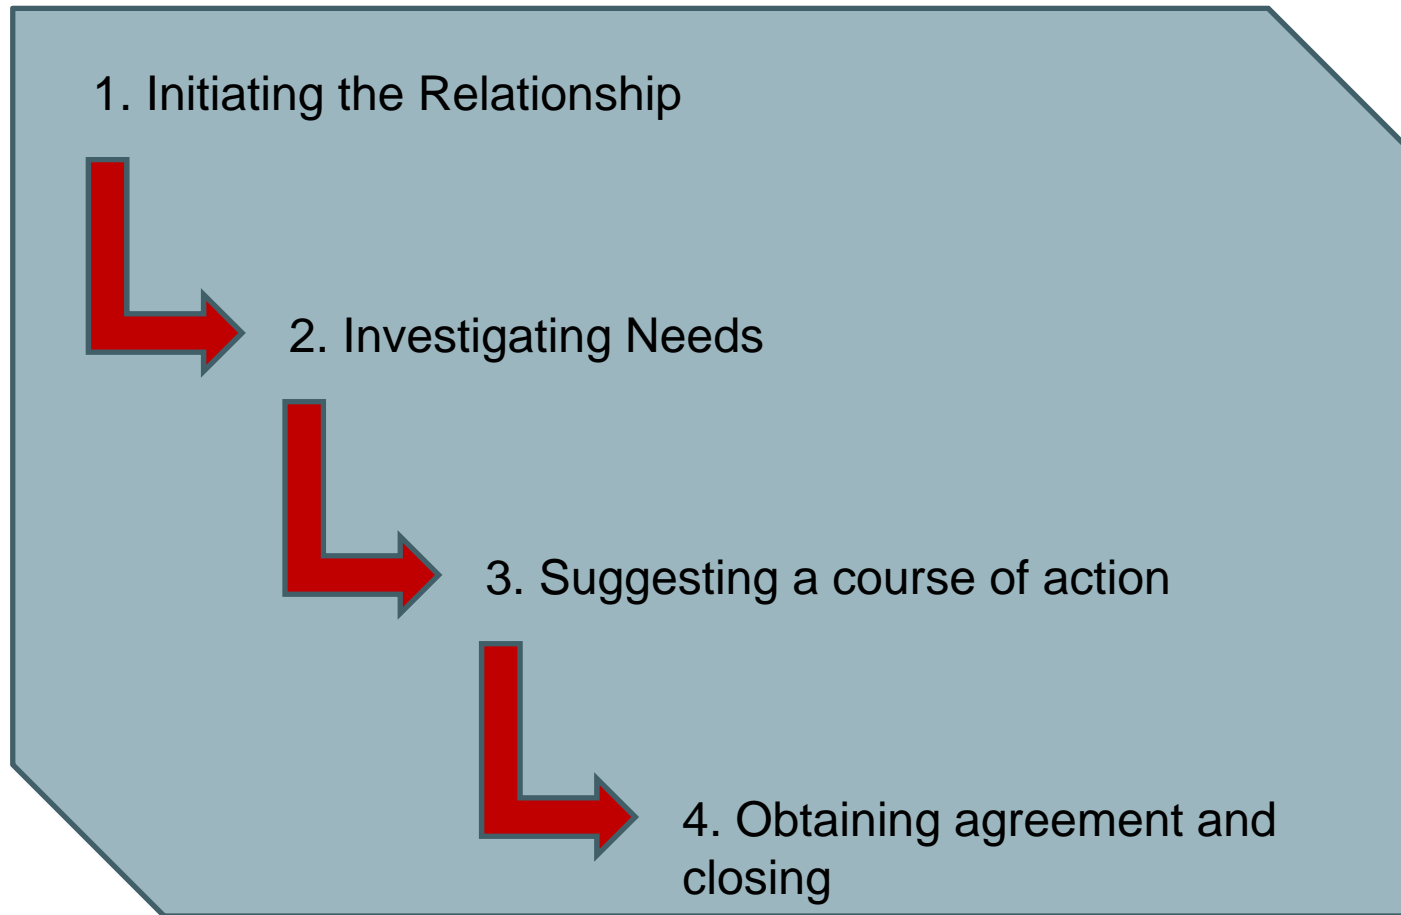 1. Initiating the Relationship
2. Investigating Needs
3. Suggesting a course of action
4. Obtaining agreement and
closing